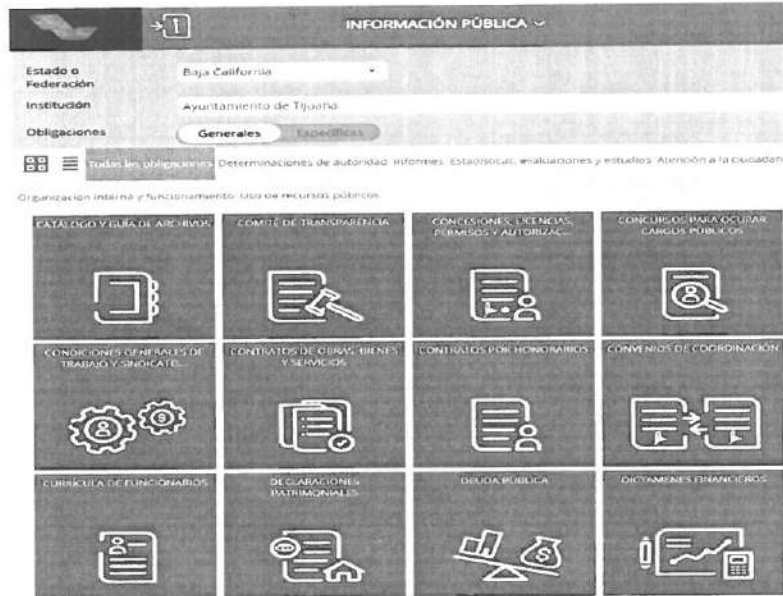 INFORMACIÓN PÚBLICA
Estado o
Federación
Baja California
Institución
Ayuntamiento de Tijuana
Obligaciones
Generales
Específicas
Todas las obligaciones Determinaciones de autoridad Informes Estadísticas, evaluaciones y estudios Atención a la ciudadan
Organización interna y funcionamiento Uso de recursos públicos
CATÁLOGO Y GUÍA DE ARCHIVOS
COMITÉ DE TRANSPARENCIA
CONCESIONES, LICENCIAS,
PERMISOS Y AUTORIZAC...
CONCURSOS PARA OCUPAR
CARGOS PÚBLICOS
CONDICIONES GENERALES DE
TRABAJO Y SINDICATO...
CONTRATOS DE OBRAS, BIENES
Y SERVICIOS
CONTRATOS POR HONORARIOS
CONVENIOS DE COORDINACIÓN
CURRÍCULA DE FUNCIONARIOS
DECLARACIONES
PATRIMONIALES
DEUDA PÚBLICA
DICTAMENES FINANCIEROS